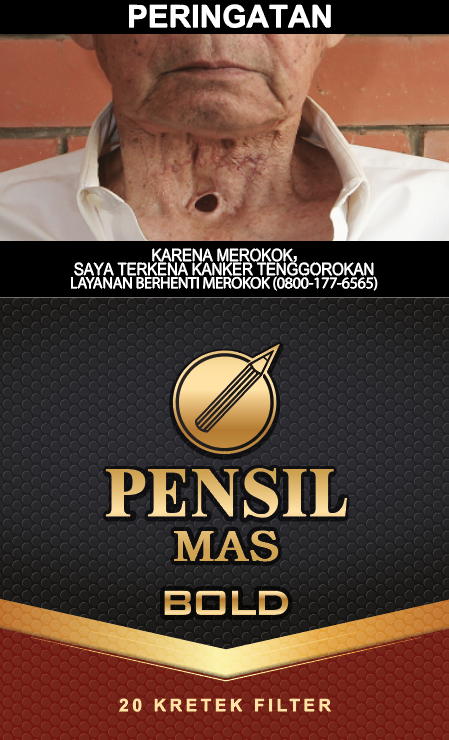 PERINGATAN
KARENA MEROKOK,
SAYA TERKENA KANKER TENGGOROKAN
LAYANAN BERHENTI MEROKOK (0800-177-6565)
PENSIL
MAS
BOLD
20 KRETEK FILTER